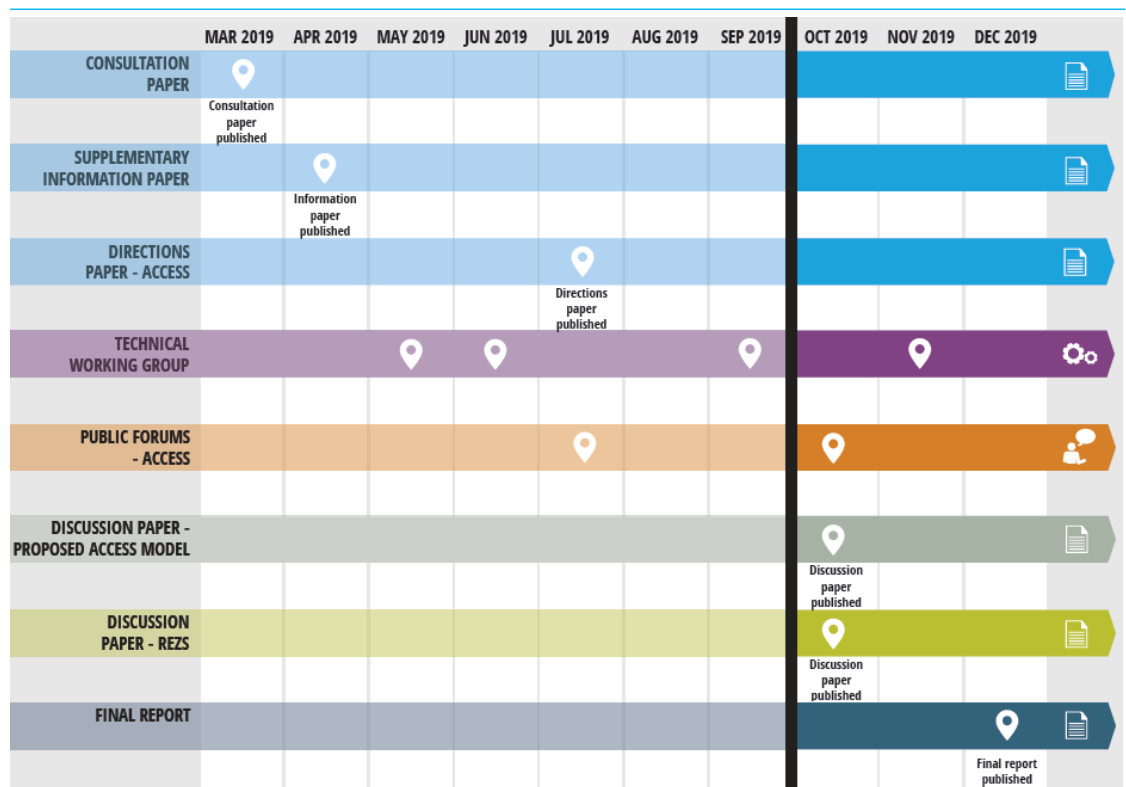 MAR 2019 APR 2019 MAY 2019 JUN 2019 JUL 2019 AUG 2019 SEP 2019 OCT 2019 NOV 2019 DEC 2019
CONSULTATION
PAPER
Consultation
paper
published
SUPPLEMENTARY
INFORMATION PAPER
Information
paper
published
DIRECTIONS
PAPER - ACCESS
Directions
paper
published
TECHNICAL
WORKING GROUP
PUBLIC FORUMS
- ACCESS
DISCUSSION PAPER -
PROPOSED ACCESS MODEL
Discussion
paper
published
DISCUSSION
PAPER - REZS
Discussion
paper
published
FINAL REPORT
Final report
published